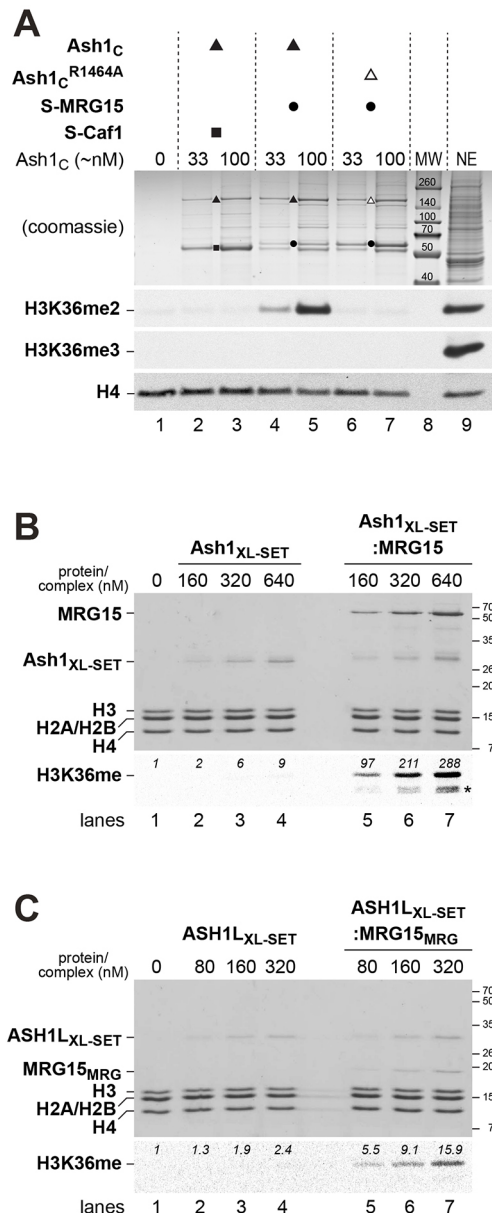 A
Ash1C
Ash1C R1464A
S-MRG15
S-Caf1
Ash1C (~nM) 0 33 100 33 100 33 100 MW NE
(coomassie)
260
140
100
70
50
40
H3K36me2
H3K36me3
H4
1 2 3 4 5 6 7 8 9
B
Ash1XL-SET
Ash1XL-SET
:MRG15
protein/
complex (nM)
0 160 320 640 160 320 640
MRG15
Ash1XL-SET
H3
H2A/H2B
H4
70
50
35
26
20
15
7
1 2 6 9 97 211 288
H3K36me
*
lanes 1 2 3 4 5 6 7
C
ASH1LXL-SET
ASH1LXL-SET
:MRG15MRG
protein/
complex (nM)
0 80 160 320 80 160 320
ASH1LXL-SET
MRG15MRG
H3
H2A/H2B
H4
70
50
35
26
20
15
7
1 1.3 1.9 2.4 5.5 9.1 15.9
H3K36me
lanes 1 2 3 4 5 6 7